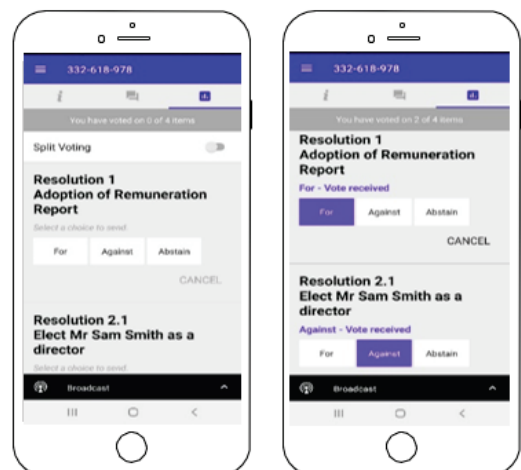 332-618-978
You have voted on 0 of 4 items
Split Voting
Resolution 1
Adoption of Remuneration
Report
Select a choice to send
For Against Abstain
CANCEL
Resolution 2.1
Elect Mr Sam Smith as a
director
Select a choice to send
Broadcast
332-618-978
You have voted on 2 of 4 items
Resolution 1
Adoption of Remuneration
Report
For - Vote received
For Against Abstain
CANCEL
Resolution 2.1
Elect Mr Sam Smith as a
director
Against - Vote received
For Against Abstain
Broadcast